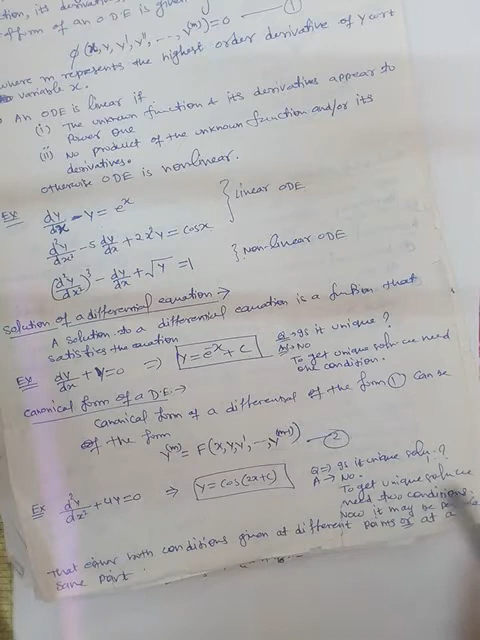 ction, its derivatives,
form of an ODE is given
φ(x, y, y', y'', ..., y^(m)) = 0 — ①
where m represents the highest order derivative of y w.r.t
variable x.
An ODE is linear if
(i) The unknown function & its derivatives appear to
Power one
(ii) No product of the unknown function and/or its
derivatives.
Otherwise ODE is nonlinear.
Ex dy/dx - y = e^x
d²y/dx² - 5 dy/dx + 2x²y = cosx } Linear ODE
(d²y/dx²)³ - dy/dx + √y = 1 } Non-linear ODE
Solution of a differential equation →
A solution to a differential equation is a function that
satisfies the equation
Ex dy/dx + y = 0 ⇒ y = e^-x + c
Q → Is it unique ?
A → No
To get unique soln we need
one condition.
Canonical form of a D.E. →
Canonical form of a differential of the form ① can be
of the form
y^(m) = F(x, y, y', ..., y^(m-1)) — ②
Ex d²y/dx² + 4y = 0 ⇒ y = cos(2x+c)
Q ⇒ Is it unique soln ?
A → No.
To get unique soln we
need two conditions.
Now it may be
That either both conditions given at different points or at a
same point.